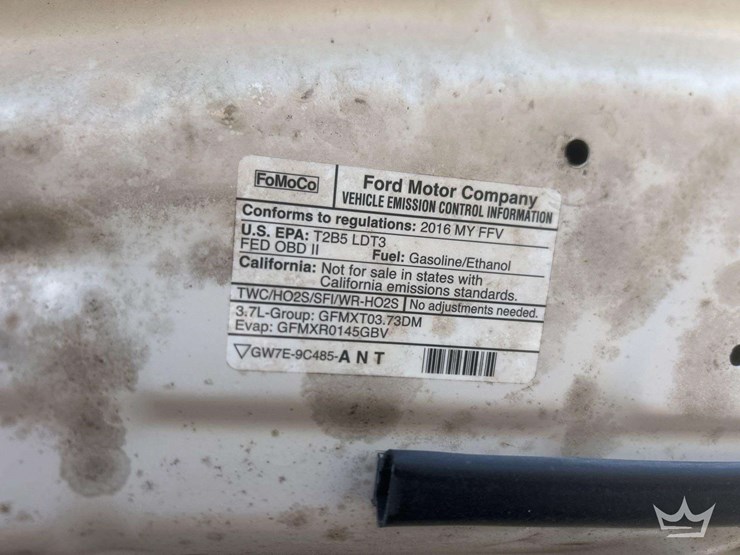 FoMoCo
Ford Motor Company
VEHICLE EMISSION CONTROL INFORMATION
Conforms to regulations: 2016 MY FFV
U.S. EPA: T2B5 LDT3
FED OBD II Fuel: Gasoline/Ethanol
California: Not for sale in states with
California emissions standards.
TWC/HO2S/SFI/WR-HO2S No adjustments needed.
3.7L-Group: GFMXT03.73DM
Evap: GFMXR0145GBV
GW7E-9C485-A N T